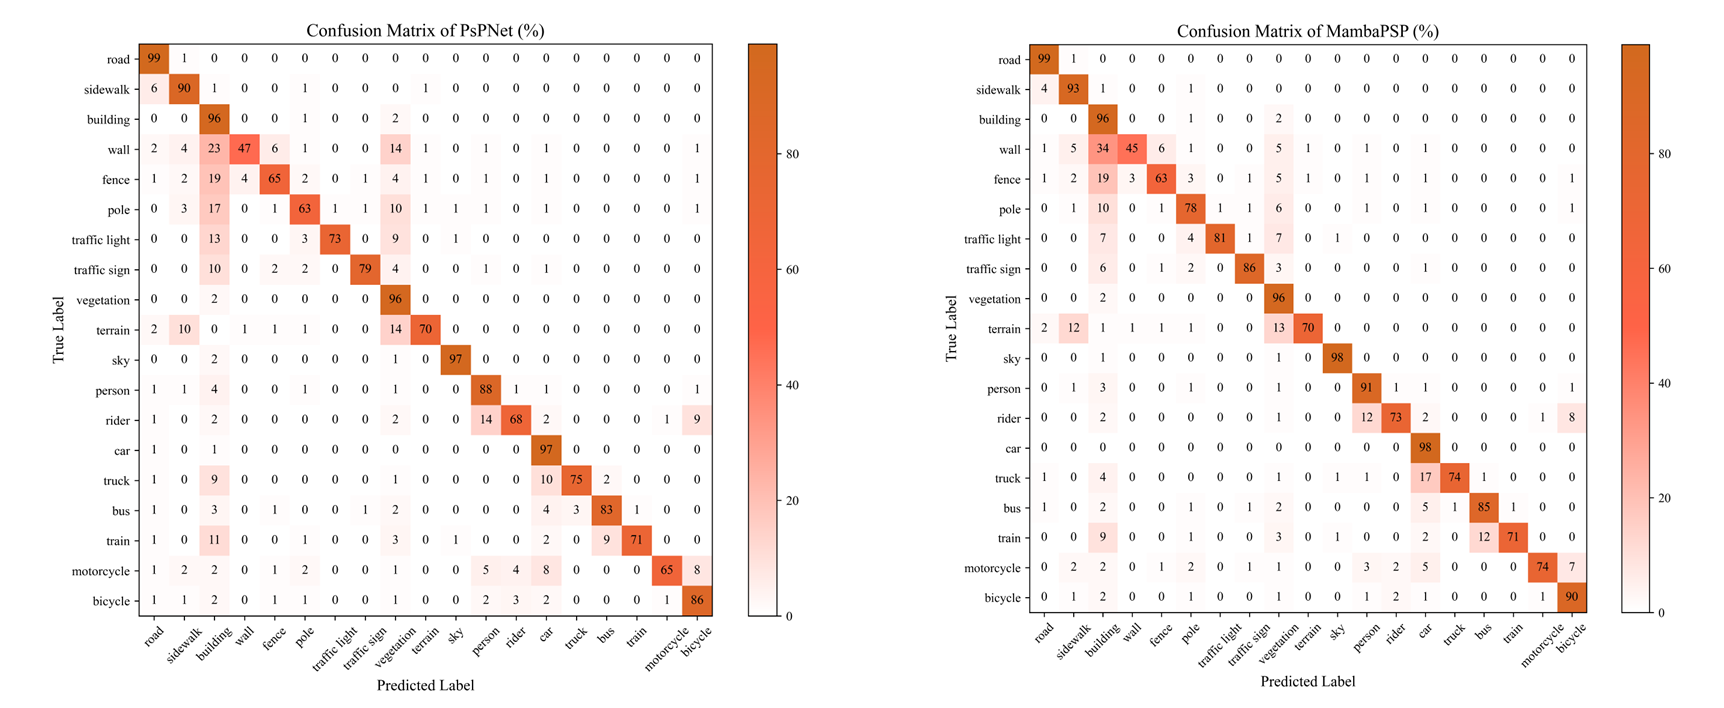 Confusion Matrix of PsPNet (%)
road 99 1 0 0 0 0 0 0 0 0 0 0 0 0 0 0 0 0 0
sidewalk 6 90 1 0 0 1 0 0 0 1 0 0 0 0 0 0 0 0 0
building 0 0 96 0 0 1 0 0 2 0 0 0 0 0 0 0 0 0 0
wall 2 4 23 47 6 1 0 0 14 1 0 1 0 1 0 0 0 0 1
fence 1 2 19 4 65 2 0 1 4 1 0 1 0 1 0 0 0 0 1
pole 0 3 17 0 1 63 1 1 10 1 1 1 0 1 0 0 0 0 1
traffic light 0 0 13 0 0 3 73 0 9 0 1 0 0 0 0 0 0 0 0
traffic sign 0 0 10 0 2 2 0 79 4 0 0 1 0 1 0 0 0 0 0
vegetation 0 0 2 0 0 0 0 0 96 0 0 0 0 0 0 0 0 0 0
terrain 2 10 0 1 1 1 0 0 14 70 0 0 0 0 0 0 0 0 0
sky 0 0 2 0 0 0 0 0 1 0 97 0 0 0 0 0 0 0 0
person 1 1 4 0 0 1 0 0 1 0 0 88 1 1 0 0 0 0 1
rider 1 0 2 0 0 0 0 0 2 0 0 14 68 2 0 0 0 1 9
car 1 0 1 0 0 0 0 0 0 0 0 0 0 97 0 0 0 0 0
truck 1 0 9 0 0 0 0 0 1 0 0 0 0 10 75 2 0 0 0
bus 1 0 3 0 1 0 0 1 2 0 0 0 0 4 3 83 1 0 0
train 1 0 11 0 0 1 0 0 3 0 1 0 0 2 0 9 71 0 0
motorcycle 1 2 2 0 1 2 0 0 1 0 0 5 4 8 0 0 0 65 8
bicycle 1 1 2 0 1 1 0 0 1 0 0 2 3 2 0 0 0 1 86
road sidewalk building wall fence pole traffic light traffic sign vegetation terrain sky person rider car truck bus train motorcycle bicycle
True Label
Predicted Label
80
60
40
20
0
Confusion Matrix of MambaPSP (%)
road 99 1 0 0 0 0 0 0 0 0 0 0 0 0 0 0 0 0 0
sidewalk 4 93 1 0 0 1 0 0 0 0 0 0 0 0 0 0 0 0 0
building 0 0 96 0 0 1 0 0 2 0 0 0 0 0 0 0 0 0 0
wall 1 5 34 45 6 1 0 0 5 1 0 1 0 1 0 0 0 0 0
fence 1 2 19 3 63 3 0 1 5 1 0 1 0 1 0 0 0 0 1
pole 0 1 10 0 1 78 1 1 6 0 0 1 0 1 0 0 0 0 1
traffic light 0 0 7 0 0 4 81 1 7 0 1 0 0 0 0 0 0 0 0
traffic sign 0 0 6 0 1 2 0 86 3 0 0 0 0 1 0 0 0 0 0
vegetation 0 0 2 0 0 0 0 0 96 0 0 0 0 0 0 0 0 0 0
terrain 2 12 1 1 1 1 0 0 13 70 0 0 0 0 0 0 0 0 0
sky 0 0 1 0 0 0 0 0 1 0 98 0 0 0 0 0 0 0 0
person 0 1 3 0 0 1 0 0 1 0 0 91 1 1 0 0 0 0 1
rider 0 0 2 0 0 0 0 0 1 0 0 12 73 2 0 0 0 1 8
car 0 0 0 0 0 0 0 0 0 0 0 0 0 98 0 0 0 0 0
truck 1 0 4 0 0 0 0 0 1 0 1 1 0 17 74 1 0 0 0
bus 1 0 2 0 0 1 0 1 2 0 0 0 0 5 1 85 1 0 0
train 0 0 9 0 0 1 0 0 3 0 1 0 0 2 0 12 71 0 0
motorcycle 0 2 2 0 1 2 0 1 1 0 0 3 2 5 0 0 0 74 7
bicycle 0 1 2 0 0 1 0 0 1 0 0 1 2 1 0 0 0 1 90
road sidewalk building wall fence pole traffic light traffic sign vegetation terrain sky person rider car truck bus train motorcycle bicycle
True Label
Predicted Label
80
60
40
20
0